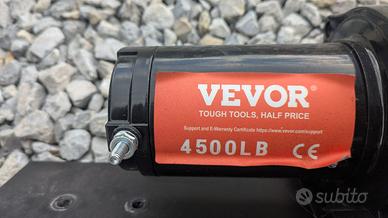 VEVOR®
TOUGH TOOLS, HALF PRICE
Support and E-Warranty Certificate https://www.vevor.com/support
4500LB CE
subito